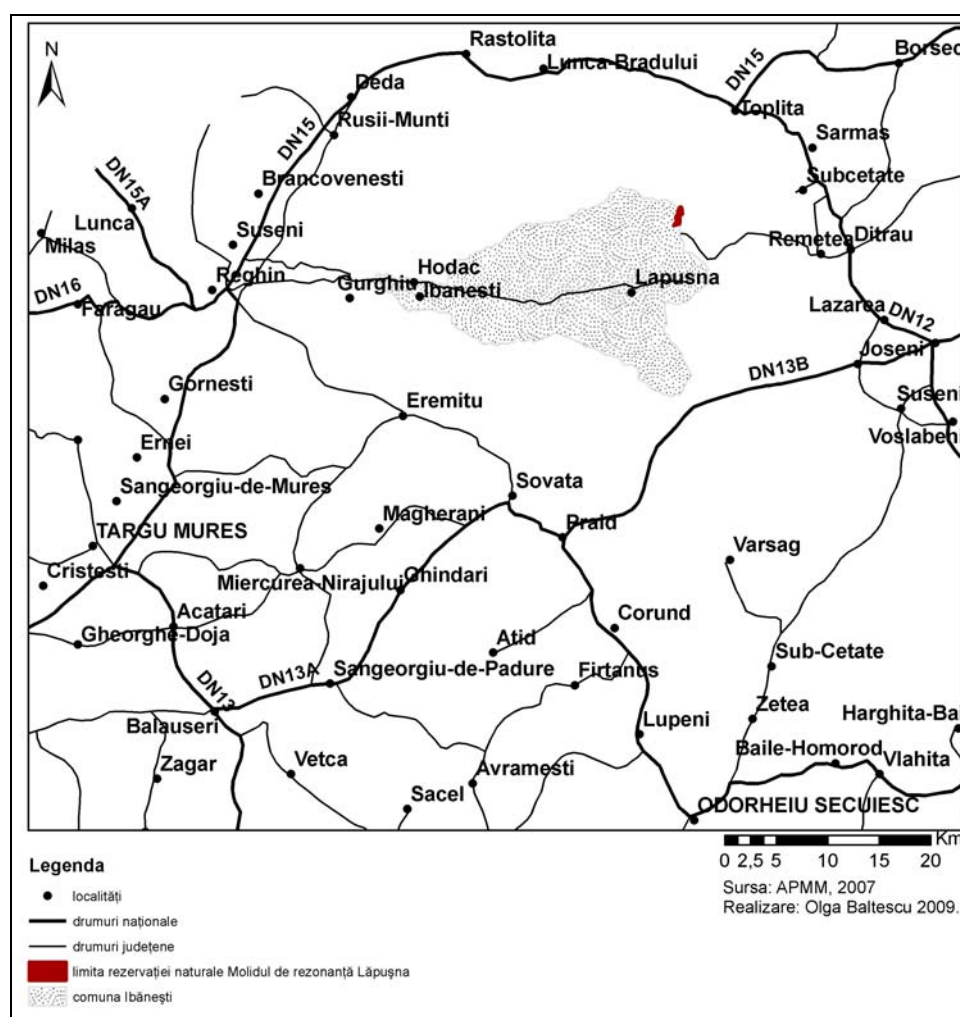 N
Rastolita
Borsec
Lunca-Bradului
DN15
Deda
Toplita
Rusii-Munti
DN15
Sarmas
DN15A
Brancovenesti
Subcetate
Lunca
Suseni
Milas
Remetea
Ditrau
Hodac
Reghin
Gurghiu
Lapusna
DN16
Ibanesti
Faragau
Lazarea
DN12
Joseni
DN13B
Gornesti
Suseni
Eremitu
Voslabeni
Ernei
Sangeorgiu-de-Mures
Sovata
Magherani
Praid
TARGU MURES
Varsag
Cristesti
Miercurea-Nirajului
Ghindari
Acatari
Corund
Gheorghe-Doja
Atid
Sub-Cetate
DN13A
Sangeorgiu-de-Padure
Firtanus
DN13
Zetea
Harghita-Bai
Balauseri
Lupeni
Baile-Homorod
Vlahita
Zagar
Vetca
Avramesti
Sacel
ODORHEIU SECUIESC
Km
0 2,5 5 10 15 20
Sursa: APMM, 2007
Realizare: Olga Baltescu 2009.
Legenda
localități
drumuri naționale
drumuri județene
limita rezervației naturale Molidul de rezonanță Lăpușna
comuna Ibănești